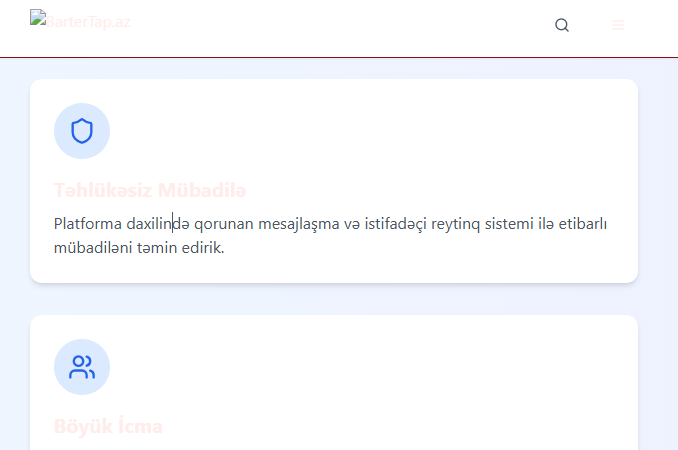 BarterTap.az
Təhlükəsiz Mübadilə
Platforma daxilində qorunan mesajlaşma və istifadəçi reytinq sistemi ilə etibarlı
mübadiləni təmin edirik.
Böyük İcma